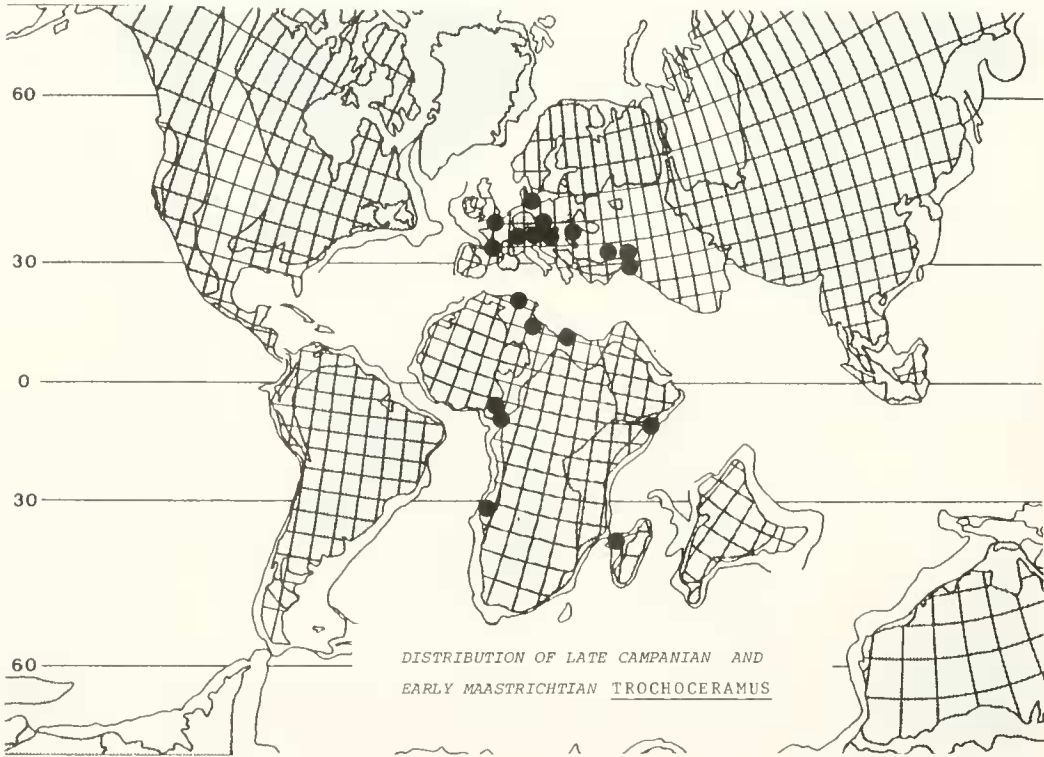 60
30
0
30
60
DISTRIBUTION OF LATE CAMPANIAN AND
EARLY MAASTRICHTIAN TROCHOCERAMUS